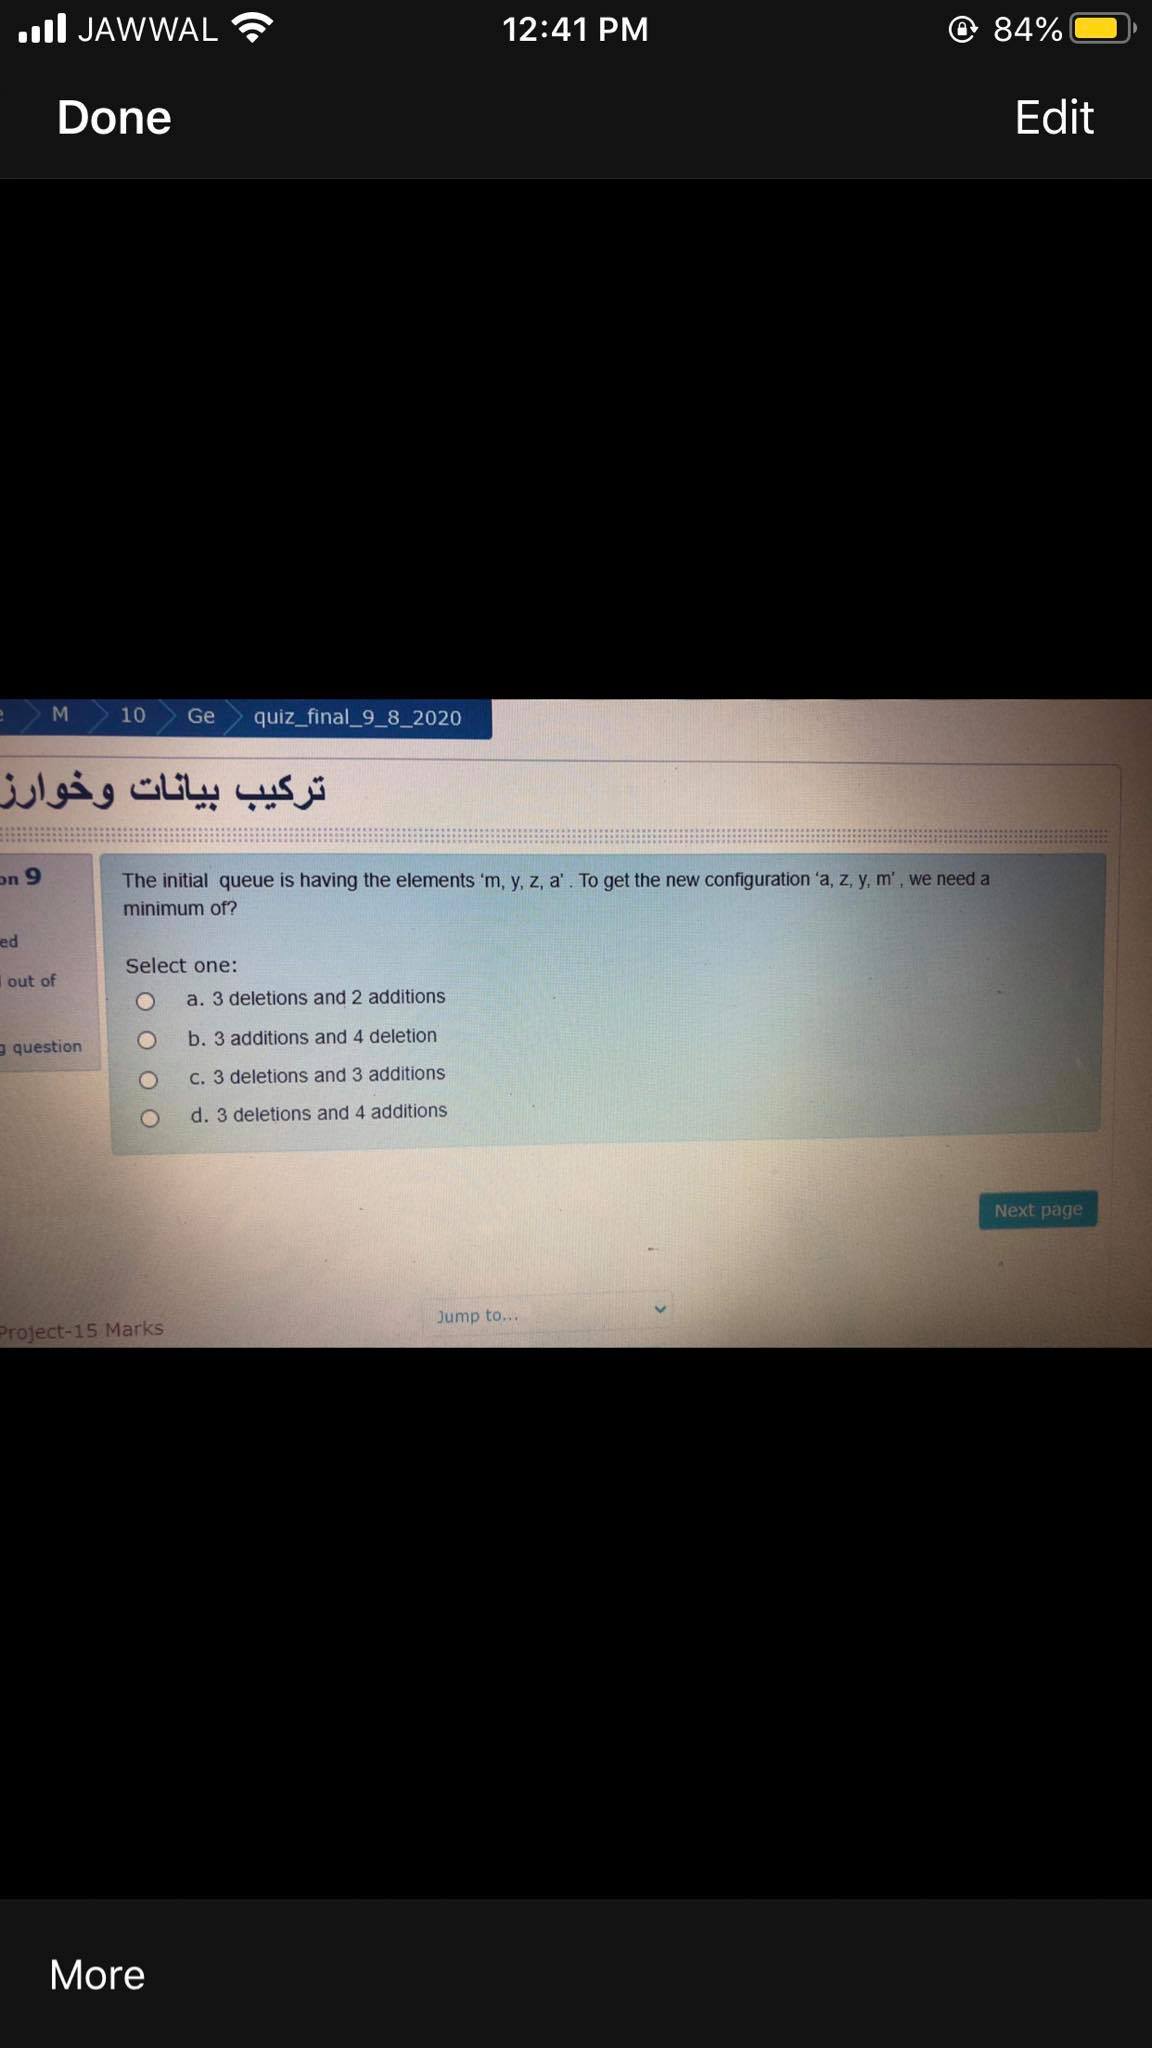 JAWWAL 12:41 PM 84%
Done Edit
M 10 Ge quiz_final_9_8_2020
تركيب بيانات وخوارز
on 9
The initial queue is having the elements ‘m, y, z, a’ . To get the new configuration ‘a, z, y, m’ , we need a
minimum of?
ed
out of
question
Select one:
a. 3 deletions and 2 additions
b. 3 additions and 4 deletion
c. 3 deletions and 3 additions
d. 3 deletions and 4 additions
Next page
Jump to...
Project-15 Marks
More